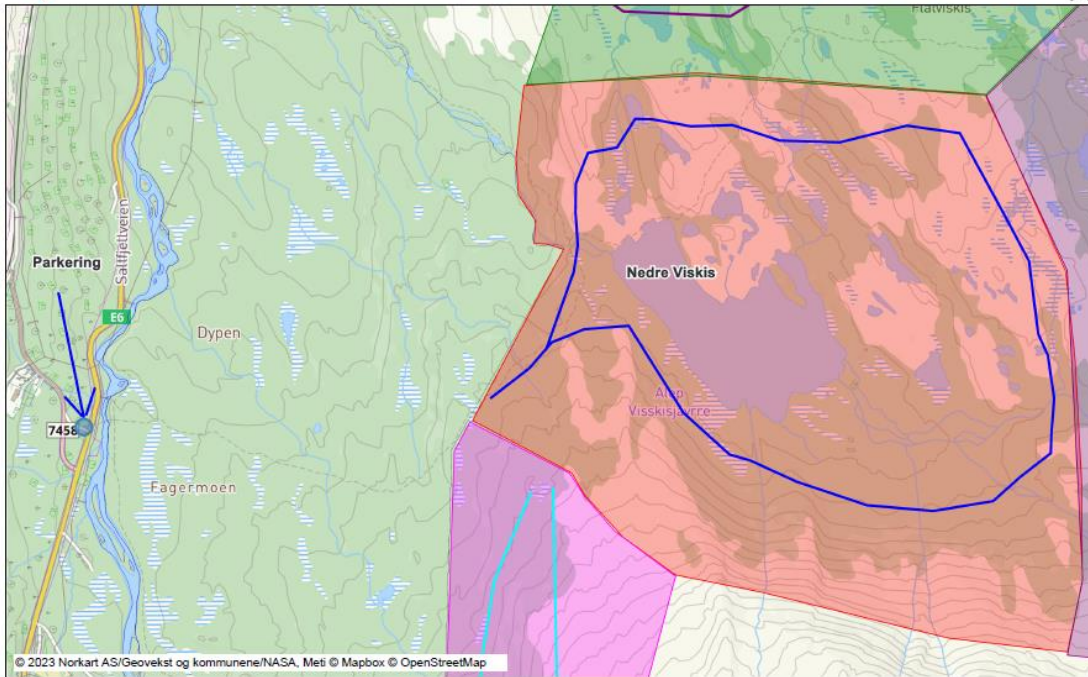 Flatviskis
Parkering
Saltfjellveien
E6
Nedre Viskis
Dypen
Alep
Visskisjávrre
7458
Fagermoen
© 2023 Norkart AS/Geovekst og kommunene/NASA, Meti © Mapbox © OpenStreetMap